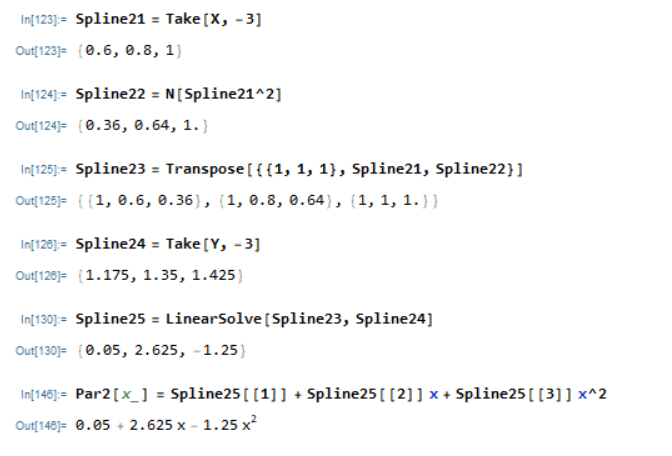 In[123]:= Spline21 = Take[X, -3]
Out[123]= {0.6, 0.8, 1}
In[124]:= Spline22 = N[Spline21^2]
Out[124]= {0.36, 0.64, 1.}
In[125]:= Spline23 = Transpose[{{1, 1, 1}, Spline21, Spline22}]
Out[125]= {{1, 0.6, 0.36}, {1, 0.8, 0.64}, {1, 1, 1.}}
In[126]:= Spline24 = Take[Y, -3]
Out[126]= {1.175, 1.35, 1.425}
In[130]:= Spline25 = LinearSolve[Spline23, Spline24]
Out[130]= {0.05, 2.625, -1.25}
In[146]:= Par2[x_] = Spline25[[1]] + Spline25[[2]] x + Spline25[[3]] x^2
Out[146]= 0.05 + 2.625 x - 1.25 x²